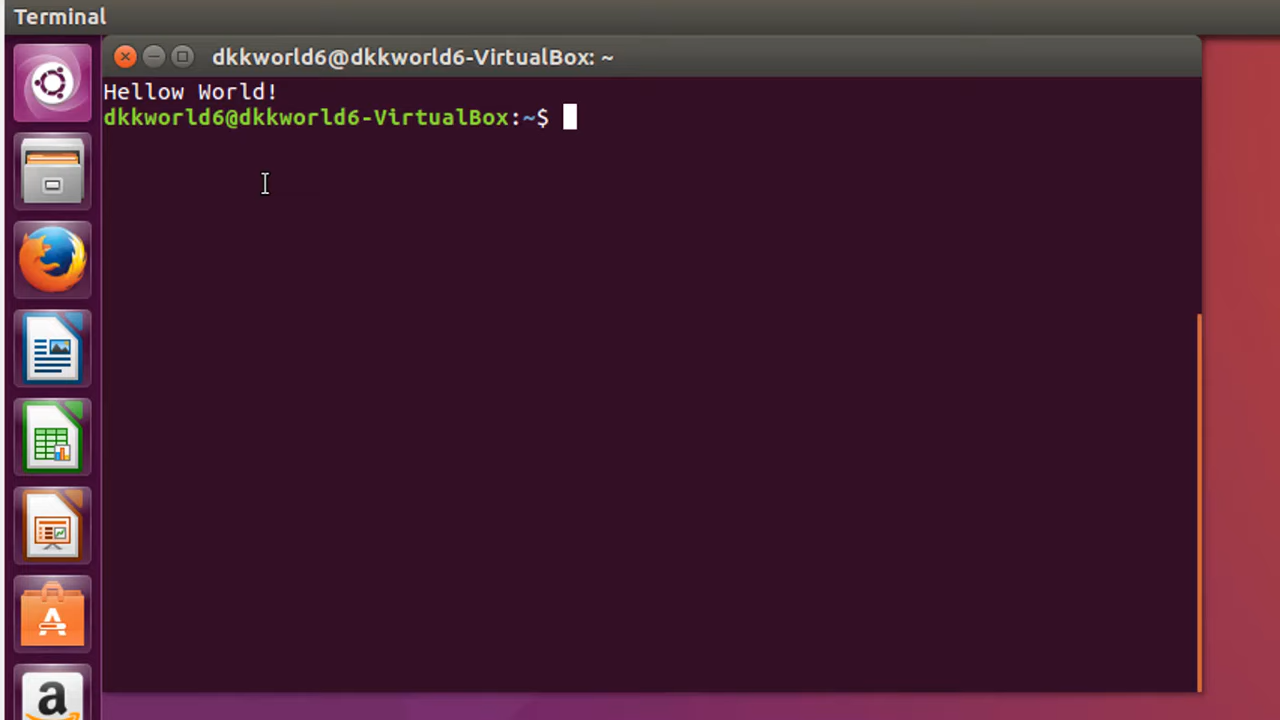 Terminal
dkkworld6@dkkworld6-VirtualBox: ~
Hellow World!
dkkworld6@dkkworld6-VirtualBox:~$
A
a